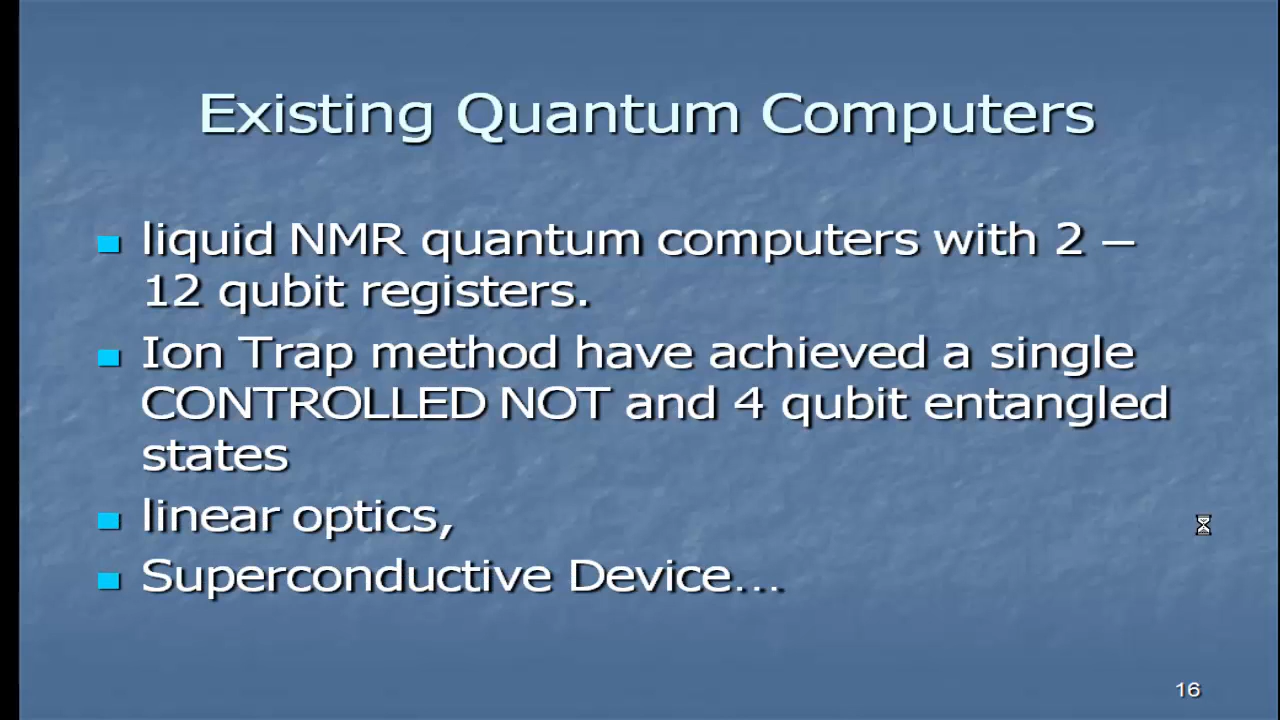 Existing Quantum Computers
liquid NMR quantum computers with 2 –
12 qubit registers.
Ion Trap method have achieved a single
CONTROLLED NOT and 4 qubit entangled
states
linear optics,
Superconductive Device...
16